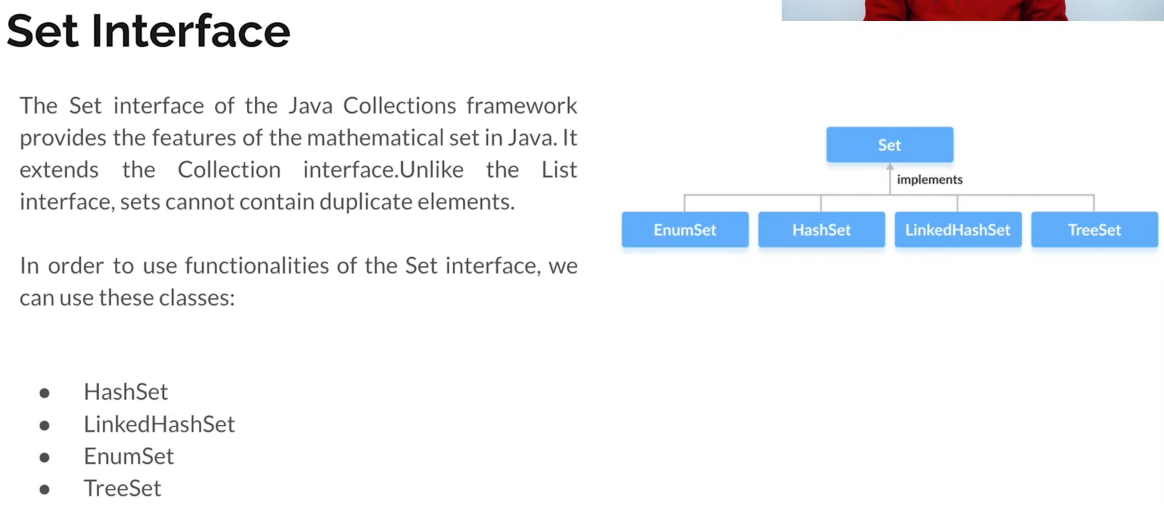 Set Interface
The Set interface of the Java Collections framework
provides the features of the mathematical set in Java. It
extends the Collection interface.Unlike the List
interface, sets cannot contain duplicate elements.
In order to use functionalities of the Set interface, we
can use these classes:
● HashSet
● LinkedHashSet
● EnumSet
● TreeSet
Set
implements
EnumSet
HashSet
LinkedHashSet
TreeSet